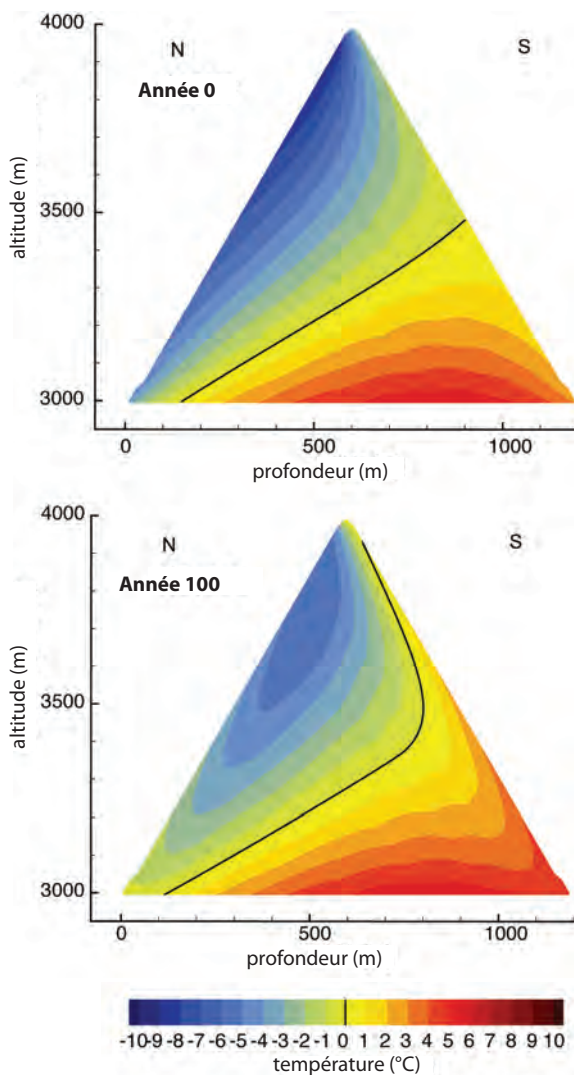 4000
N
S
Année 0
3500
altitude (m)
3000
0
500
1000
profondeur (m)
4000
N
S
Année 100
3500
altitude (m)
3000
0
500
1000
profondeur (m)
-10-9 -8 -7 -6 -5 -4 -3 -2 -1 0 1 2 3 4 5 6 7 8 9 10
température (°C)